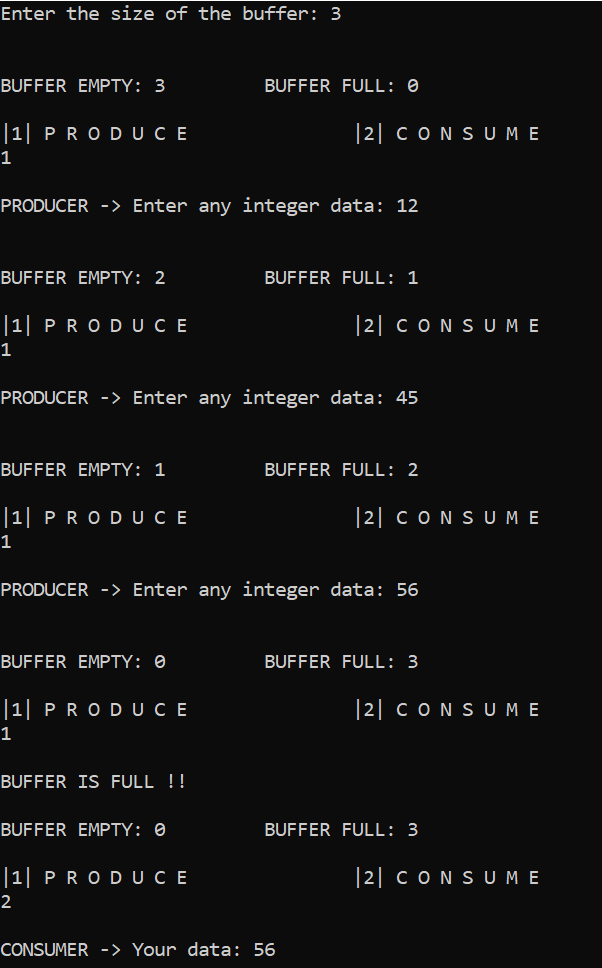 Enter the size of the buffer: 3
BUFFER EMPTY: 3         BUFFER FULL: 0
|1| P R O D U C E               |2| C O N S U M E
1
PRODUCER -> Enter any integer data: 12
BUFFER EMPTY: 2         BUFFER FULL: 1
|1| P R O D U C E               |2| C O N S U M E
1
PRODUCER -> Enter any integer data: 45
BUFFER EMPTY: 1         BUFFER FULL: 2
|1| P R O D U C E               |2| C O N S U M E
1
PRODUCER -> Enter any integer data: 56
BUFFER EMPTY: 0         BUFFER FULL: 3
|1| P R O D U C E               |2| C O N S U M E
1
BUFFER IS FULL !!
BUFFER EMPTY: 0         BUFFER FULL: 3
|1| P R O D U C E               |2| C O N S U M E
2
CONSUMER -> Your data: 56